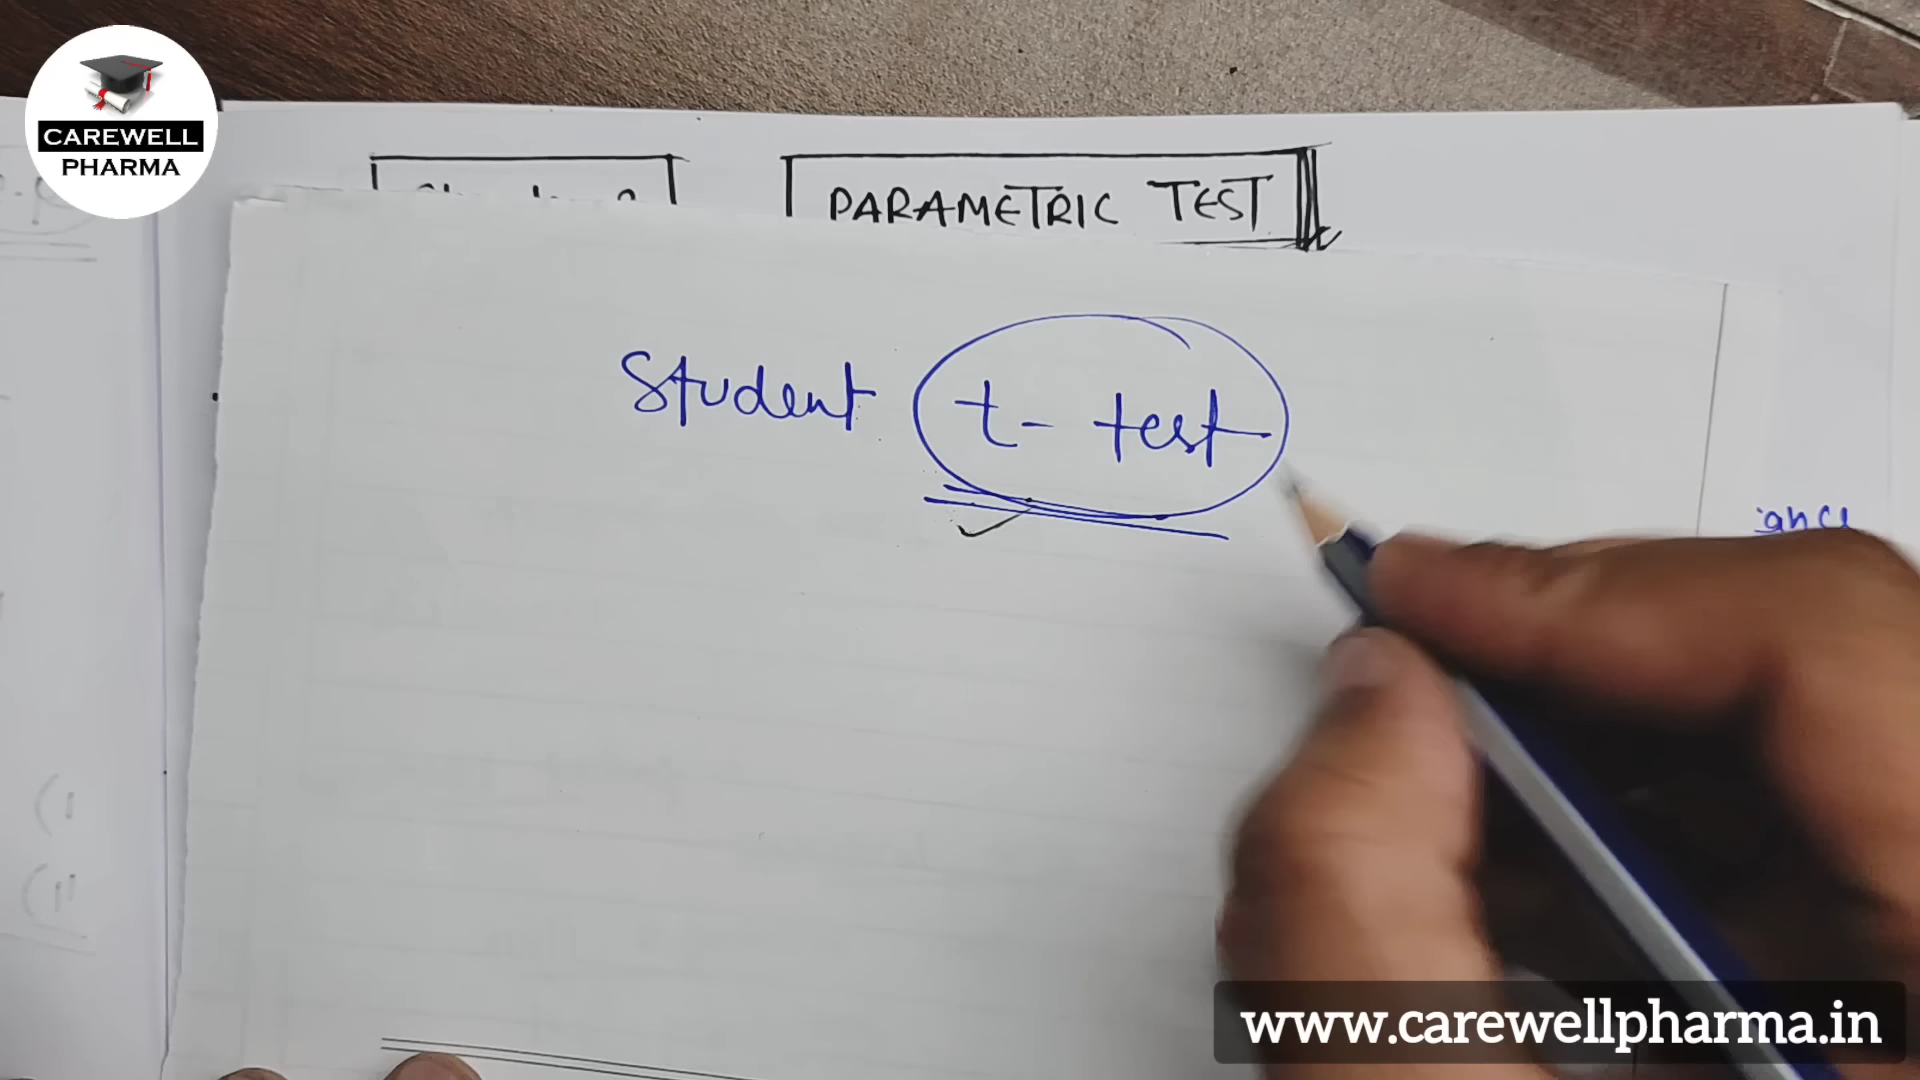 CAREWELL
PHARMA
PARAMETRIC TEST
Student t- test
www.carewellpharma.in